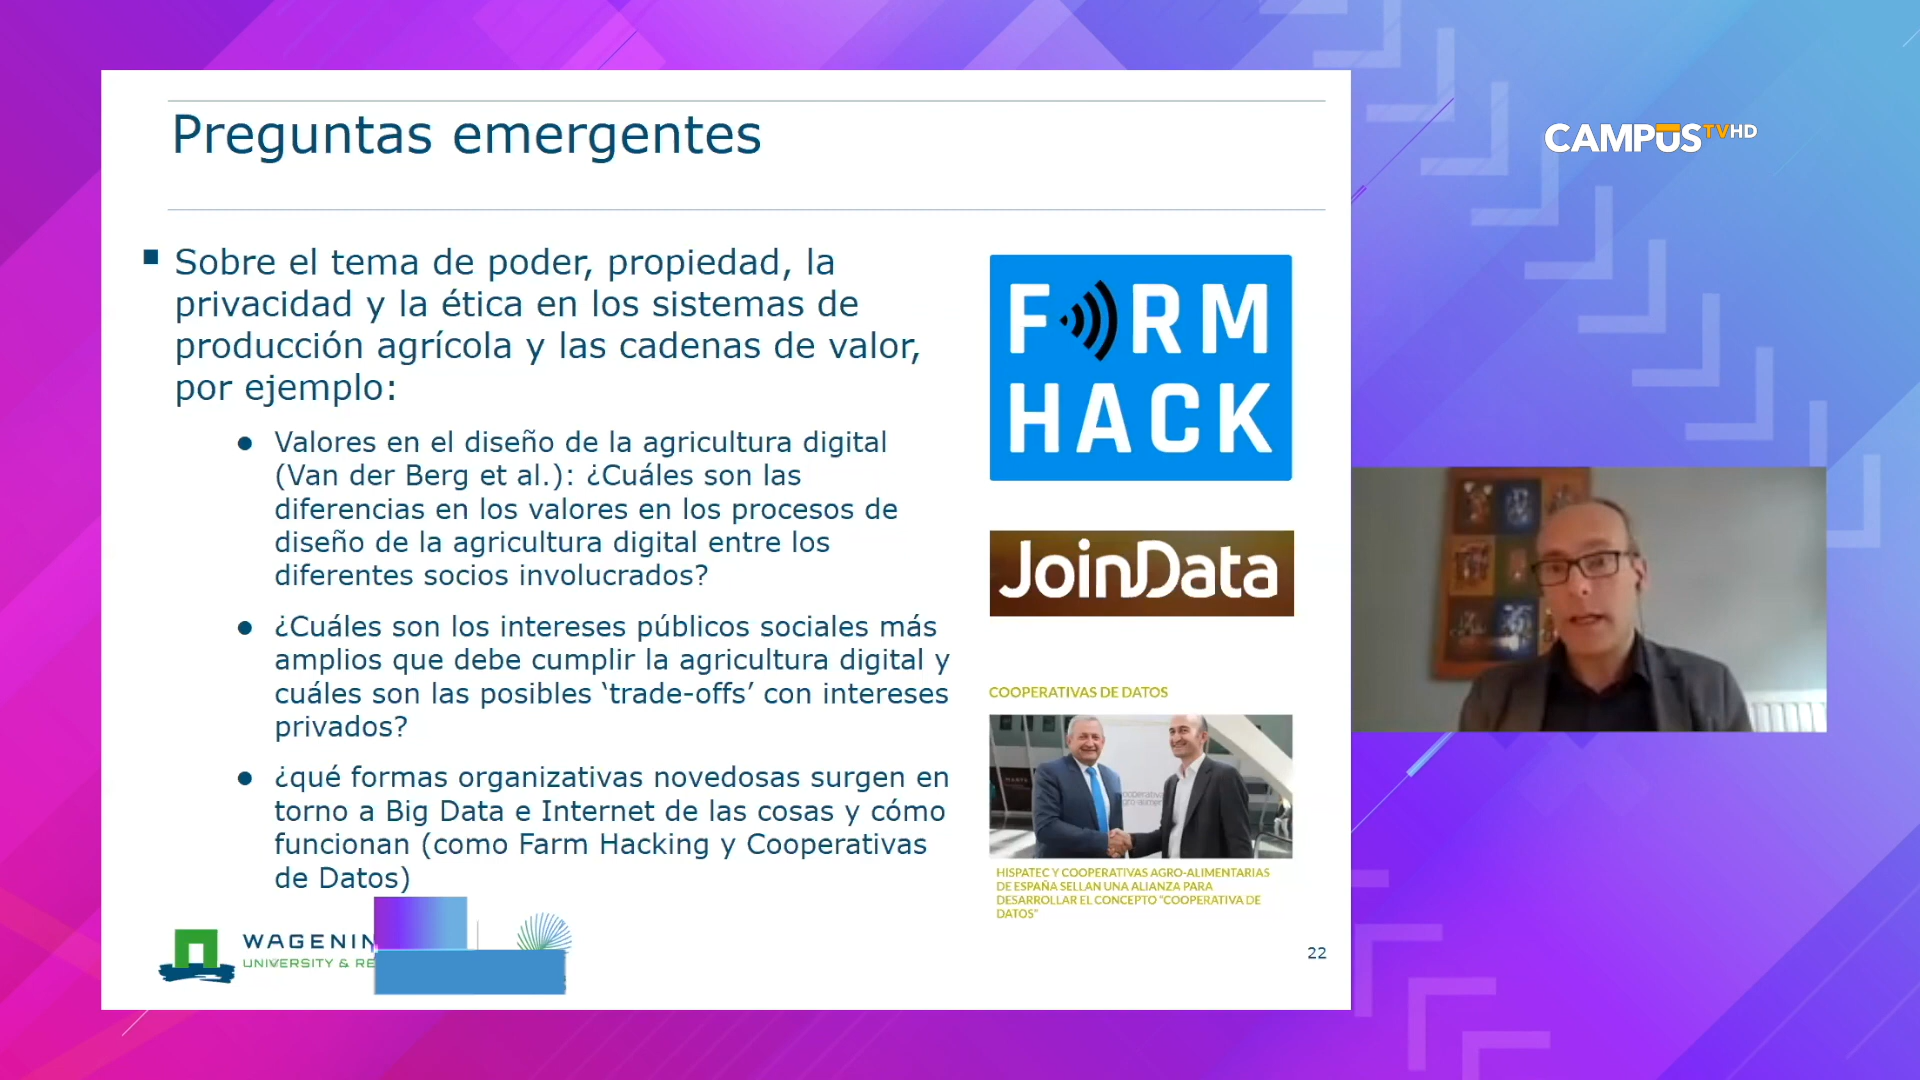 Preguntas emergentes
CAMPUS TVHD
Sobre el tema de poder, propiedad, la
privacidad y la ética en los sistemas de
producción agrícola y las cadenas de valor,
por ejemplo:
Valores en el diseño de la agricultura digital
(Van der Berg et al.): ¿Cuáles son las
diferencias en los valores en los procesos de
diseño de la agricultura digital entre los
diferentes socios involucrados?
¿Cuáles son los intereses públicos sociales más
amplios que debe cumplir la agricultura digital y
cuáles son las posibles ‘trade-offs’ con intereses
privados?
¿qué formas organizativas novedosas surgen en
torno a Big Data e Internet de las cosas y cómo
funcionan (como Farm Hacking y Cooperativas
de Datos)
FARM
HACK
JoinData
COOPERATIVAS DE DATOS
HISPATEC Y COOPERATIVAS AGRO-ALIMENTARIAS
DE ESPAÑA SELLAN UNA ALIANZA PARA
DESARROLLAR EL CONCEPTO "COOPERATIVA DE
DATOS"
WAGENIN
UNIVERSITY & RE
22